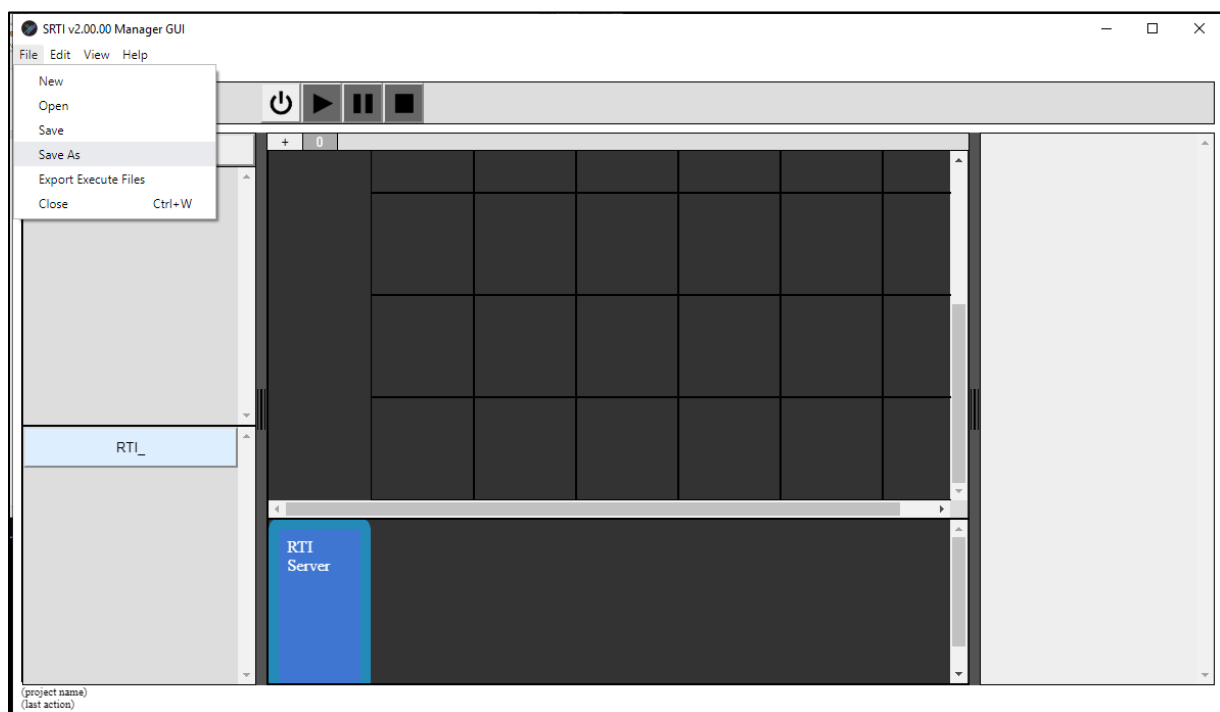 SRTI v2.00.00 Manager GUI
File Edit View Help
New
Open
Save
Save As
Export Execute Files
Close Ctrl+W
+ 0
RTI_
RTI
Server
(project name)
(last action)